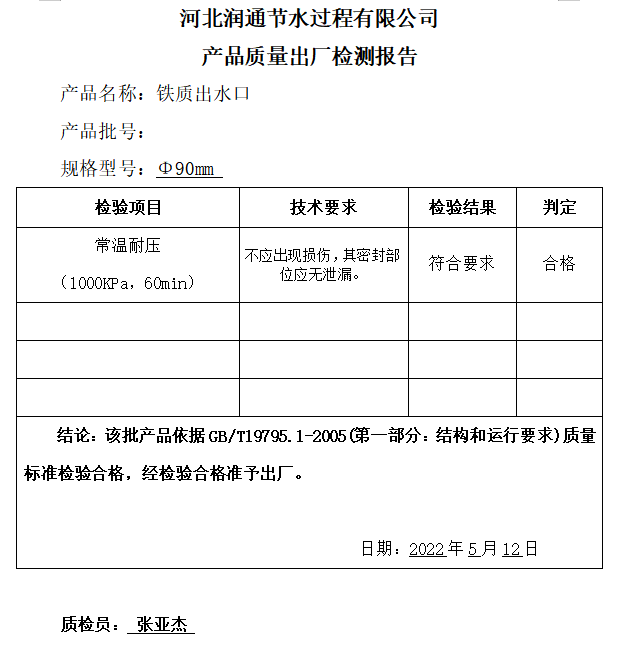 河北润通节水过程有限公司
产品质量出厂检测报告
产品名称：铁质出水口
产品批号：
规格型号：Φ90mm
检验项目 技术要求 检验结果 判定
常温耐压
（1000KPa，60min）
不应出现损伤，其密封部
位应无泄漏。
符合要求
合格
结论：该批产品依据GB/T19795.1-2005(第一部分：结构和运行要求)质量
标准检验合格，经检验合格准予出厂。
日期：2022年5月12日
质检员：张亚杰